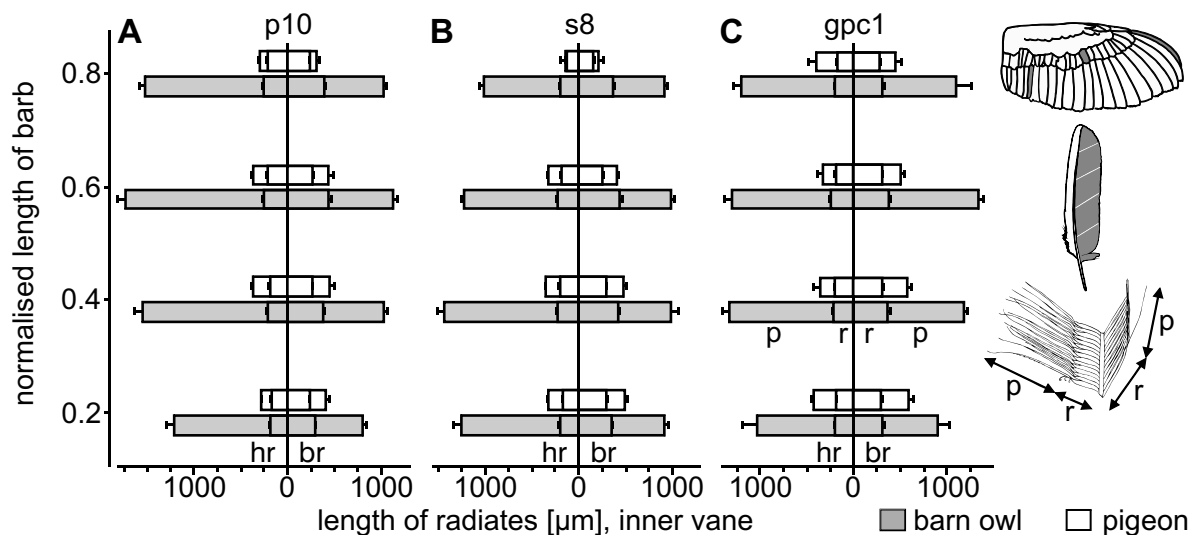 A p10
B s8
C gpc1
normalised length of barb
0.8
0.6
0.4
0.2
p r r p
hr br
hr br
hr br
1000 0 1000
1000 0 1000
1000 0 1000
length of radiates [µm], inner vane
barn owl
pigeon
p
r
p
r